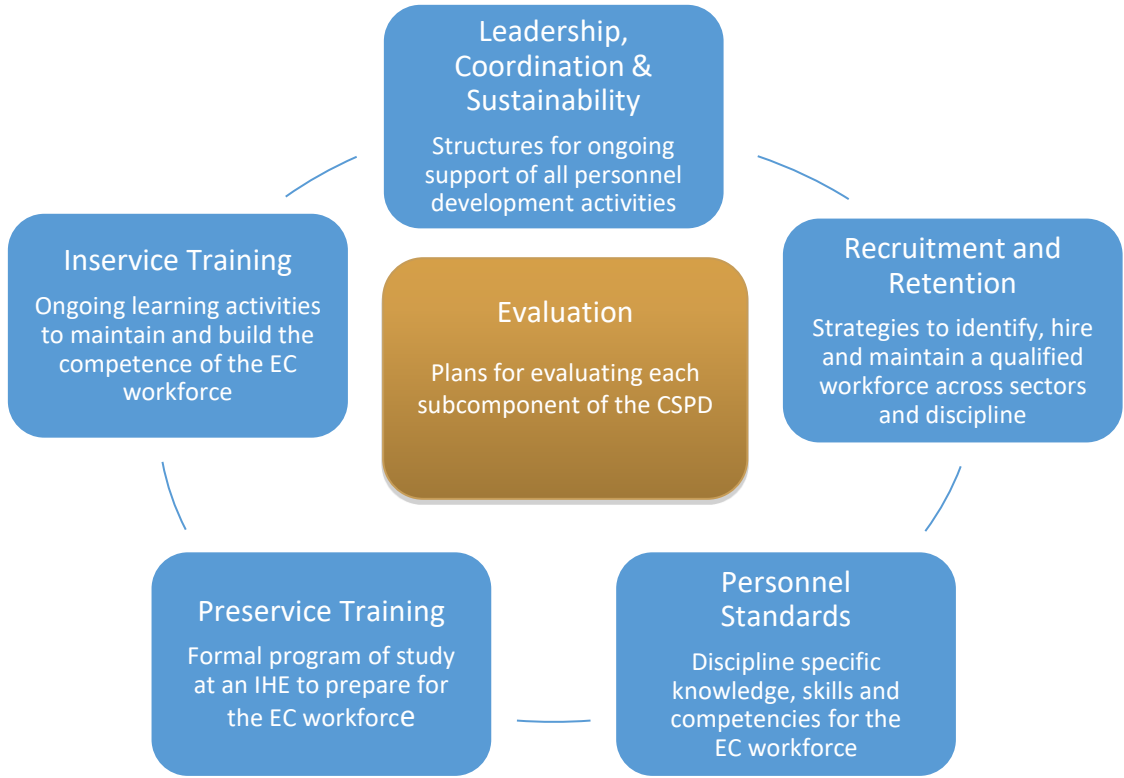 Leadership,
Coordination &
Sustainability
Structures for ongoing
support of all personnel
development activities
Recruitment and
Retention
Strategies to identify, hire
and maintain a qualified
workforce across sectors
and discipline
Personnel
Standards
Discipline specific
knowledge, skills and
competencies for the
EC workforce
Preservice Training
Formal program of study
at an IHE to prepare for
the EC workforce
Inservice Training
Ongoing learning activities
to maintain and build the
competence of the EC
workforce
Evaluation
Plans for evaluating each
subcomponent of the CSPD